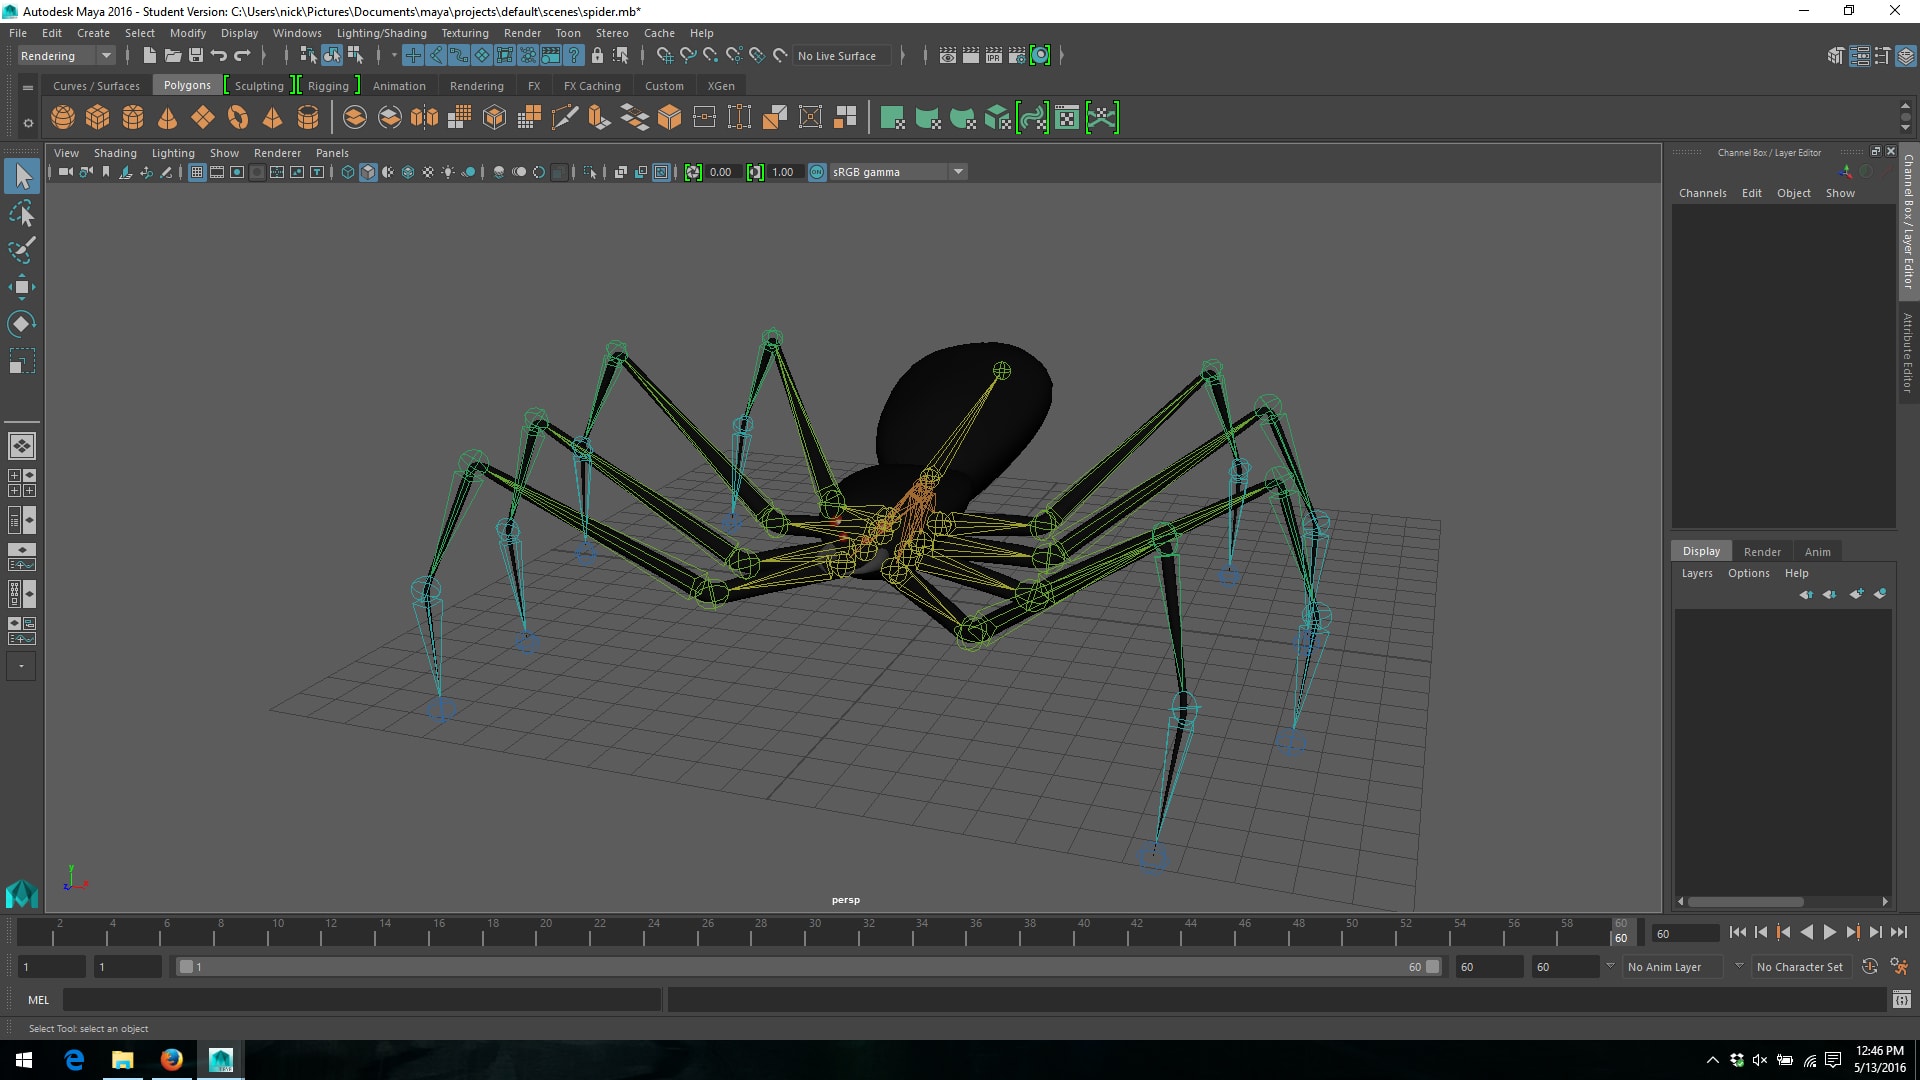 Autodesk Maya 2016 - Student Version: C:\Users\nick\Pictures\Documents\maya\projects\default\scenes\spider.mb*
File Edit Create Select Modify Display Windows Lighting/Shading Texturing Render Toon Stereo Cache Help
Rendering
No Live Surface
IPR
Curves / Surfaces Polygons Sculpting Rigging Animation Rendering FX FX Caching Custom XGen
View Shading Lighting Show Renderer Panels
0.00 1.00 ON sRGB gamma
persp
y
z
Channel Box / Layer Editor
Channels Edit Object Show
Channel Box / Layer Editor
Attribute Editor
Display Render Anim
Layers Options Help
2 4 6 8 10 12 14 16 18 20 22 24 26 28 30 32 34 36 38 40 42 44 46 48 50 52 54 56 58 60
60
60
1 1 1 60 60 60 No Anim Layer No Character Set
MEL
Select Tool: select an object
12:46 PM
5/13/2016